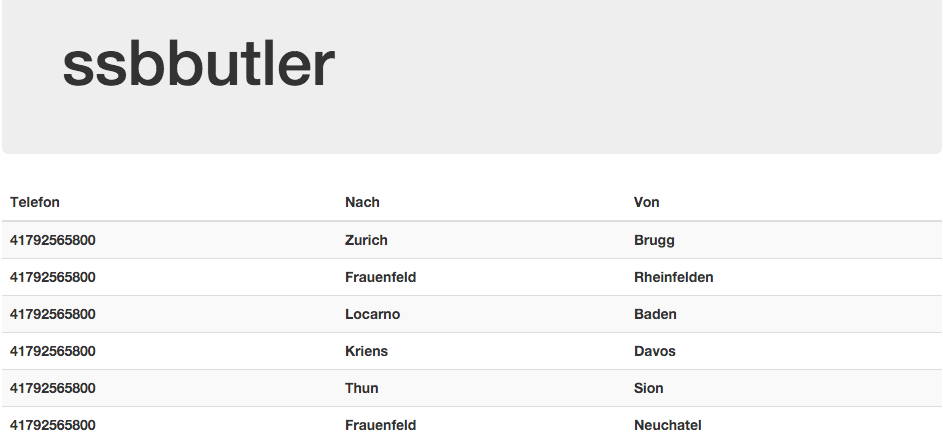 ssbbutler
Telefon Nach Von
41792565800 Zurich Brugg
41792565800 Frauenfeld Rheinfelden
41792565800 Locarno Baden
41792565800 Kriens Davos
41792565800 Thun Sion
41792565800 Frauenfeld Neuchatel